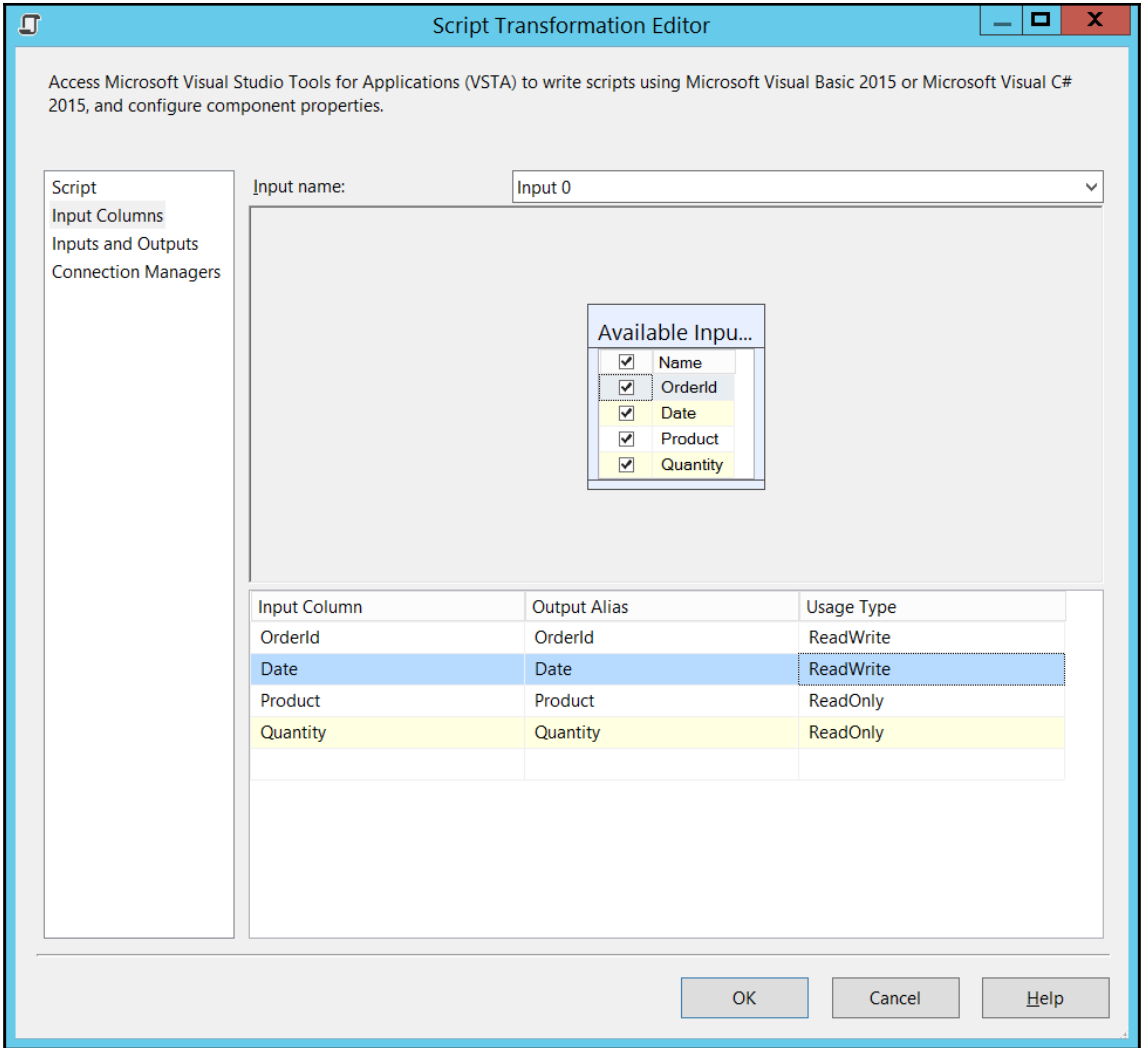 Script Transformation Editor
Access Microsoft Visual Studio Tools for Applications (VSTA) to write scripts using Microsoft Visual Basic 2015 or Microsoft Visual C#
2015, and configure component properties.
Script
Input Columns
Inputs and Outputs
Connection Managers
Input name:
Input 0
Available Inpu...
Name
OrderId
Date
Product
Quantity
Input Column Output Alias Usage Type
OrderId OrderId ReadWrite
Date Date ReadWrite
Product Product ReadOnly
Quantity Quantity ReadOnly
OK Cancel Help